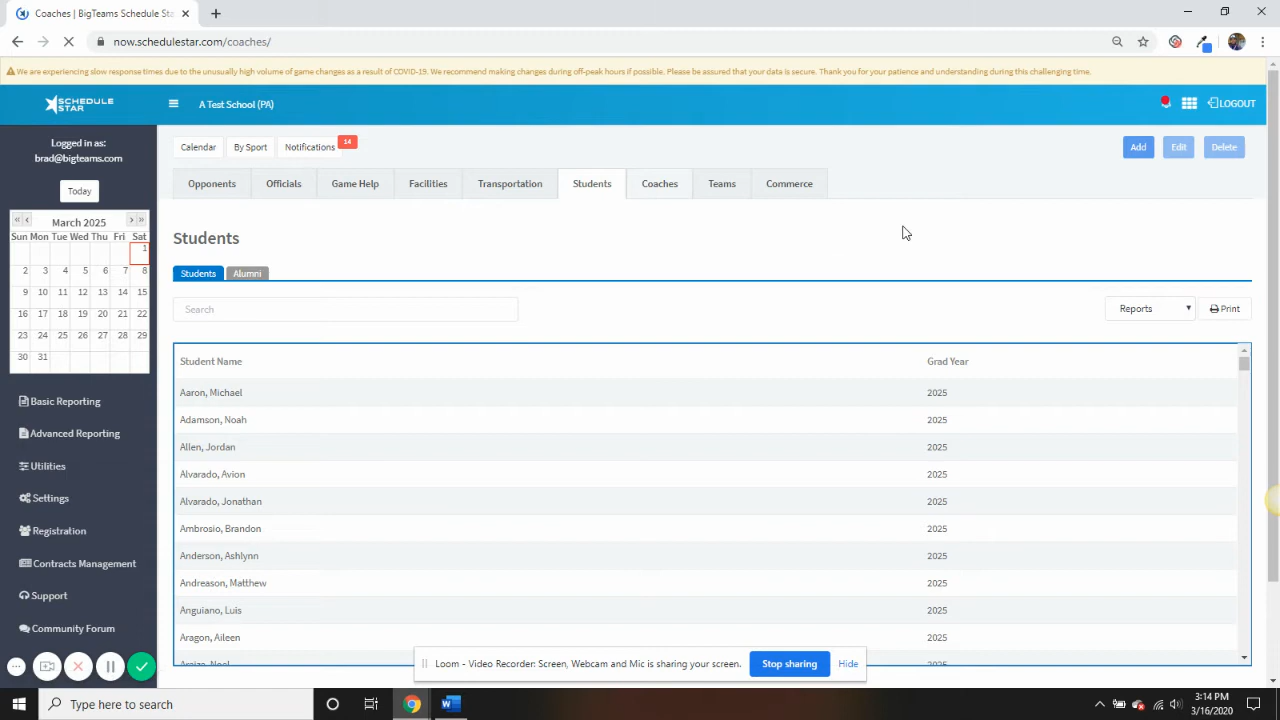 Coaches | BigTeams Schedule Sta
now.schedulestar.com/coaches/
We are experiencing slow response times due to the unusually high volume of game changes as a result of COVID-19. We recommend making changes during off-peak hours if possible. Please be assured that your data is secure. Thank you for your patience and understanding during this challenging time.
SCHEDULE STAR
A Test School (PA)
LOGOUT
Logged in as:
brad@bigteams.com
Today
Calendar By Sport Notifications 14
Add Edit Delete
Opponents Officials Game Help Facilities Transportation Students Coaches Teams Commerce
« ‹ March 2025 › »
Sun Mon Tue Wed Thu Fri Sat
1
2 3 4 5 6 7 8
9 10 11 12 13 14 15
16 17 18 19 20 21 22
23 24 25 26 27 28 29
30 31
Basic Reporting
Advanced Reporting
Utilities
Settings
Registration
Contracts Management
Support
Community Forum
Students
Students Alumni
Search
Reports Print
Student Name Grad Year
Aaron, Michael 2025
Adamson, Noah 2025
Allen, Jordan 2025
Alvarado, Avion 2025
Alvarado, Jonathan 2025
Ambrosio, Brandon 2025
Anderson, Ashlynn 2025
Andreason, Matthew 2025
Anguiano, Luis 2025
Aragon, Aileen 2025
Araiza, Noel 2025
Loom - Video Recorder: Screen, Webcam and Mic is sharing your screen. Stop sharing Hide
Type here to search
3:14 PM
3/16/2020